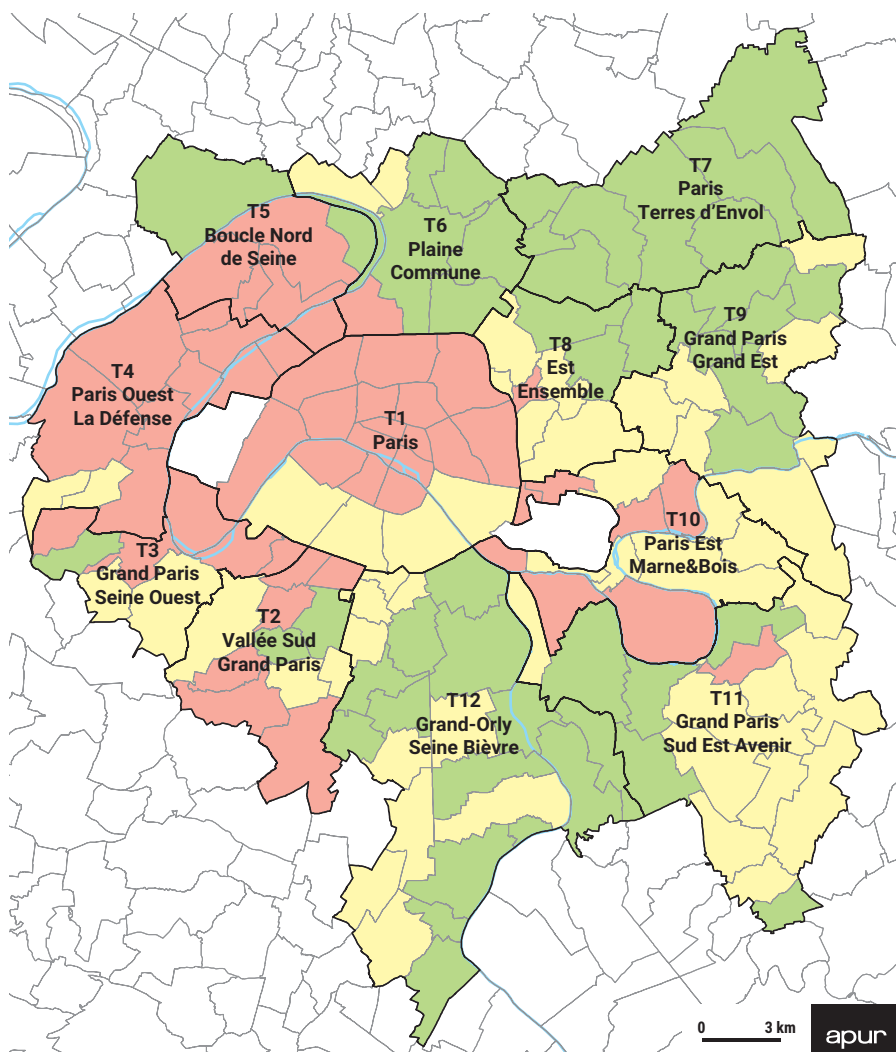 T7
Paris
Terres d’Envol
T5
Boucle Nord
de Seine
T6
Plaine
Commune
T9
Grand Paris
Grand Est
T8
Est
Ensemble
T4
Paris Ouest
La Défense
T1
Paris
T10
Paris Est
Marne&Bois
T3
Grand Paris
Seine Ouest
T2
Vallée Sud
Grand Paris
T12
Grand-Orly
Seine Bièvre
T11
Grand Paris
Sud Est Avenir
0 3 km
apur